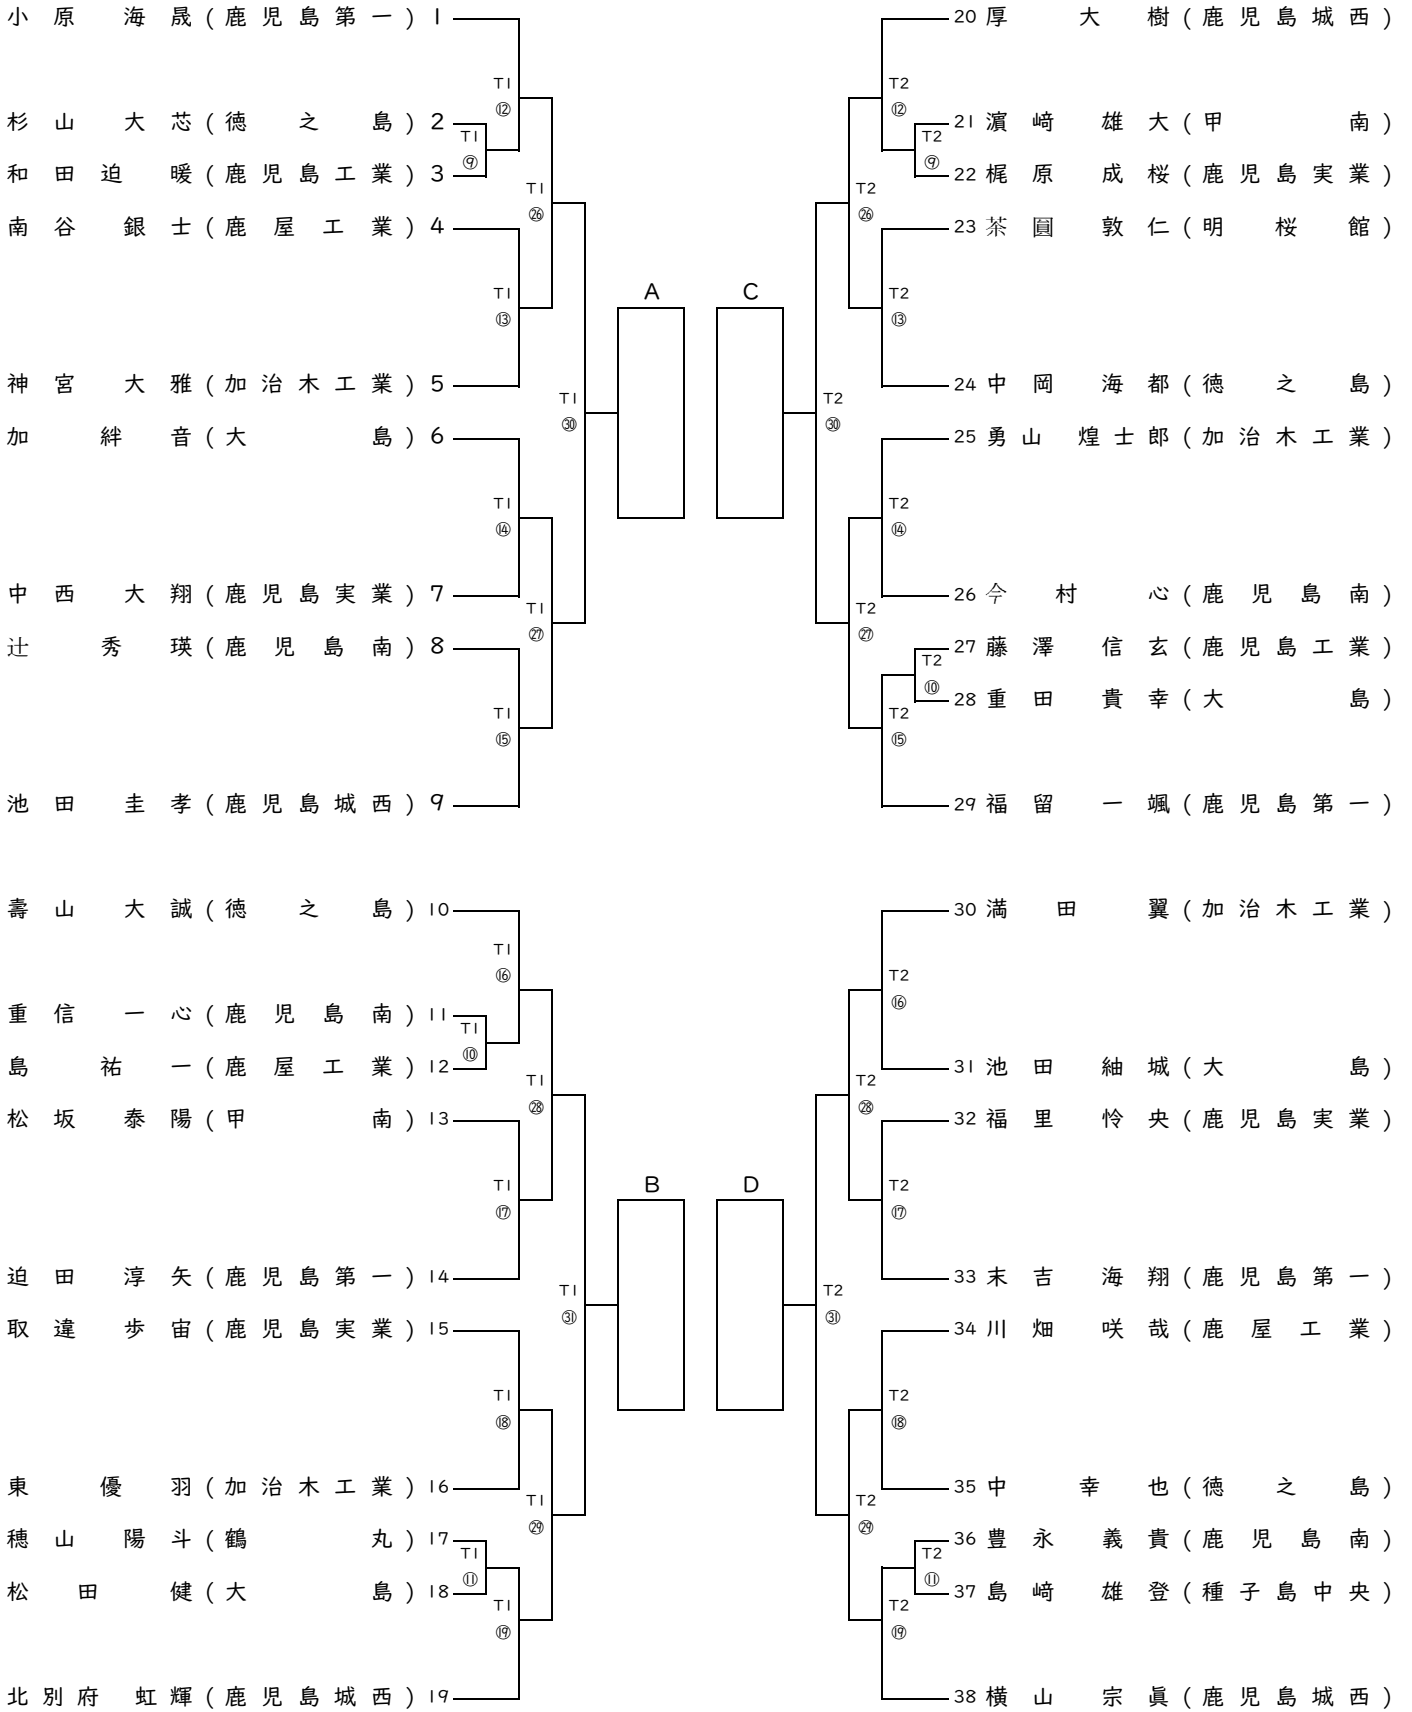 小原 海晟(鹿児島第一) 1
T1
⑫
杉山 大芯(徳之島) 2
T1
⑨
和田迫 暖(鹿児島工業) 3
T1
㉖
南谷 銀士(鹿屋工業) 4
T1
⑬
神宮 大雅(加治木工業) 5
T1
㉚
加 絆音(大島) 6
T1
⑭
中西 大翔(鹿児島実業) 7
T1
㉗
辻 秀瑛(鹿児島南) 8
T1
⑮
池田 圭孝(鹿児島城西) 9
A
壽山 大誠(徳之島) 10
T1
⑯
重信 一心(鹿児島南) 11
T1
⑩
島 祐一(鹿屋工業) 12
T1
㉘
松坂 泰陽(甲南) 13
T1
⑰
迫田 淳矢(鹿児島第一) 14
T1
㉛
取違 歩宙(鹿児島実業) 15
T1
⑱
東 優羽(加治木工業) 16
T1
㉙
穂山 陽斗(鶴丸) 17
T1
⑪
松田 健(大島) 18
T1
⑲
北別府 虹輝(鹿児島城西) 19
B
20 厚 大樹(鹿児島城西)
T2
⑫
21 濵﨑 雄大(甲南)
T2
⑨
22 梶原 成桜(鹿児島実業)
T2
㉖
23 茶圓 敦仁(明桜館)
T2
⑬
24 中岡 海都(徳之島)
T2
㉚
25 勇山 煌士郎(加治木工業)
T2
⑭
26 今村 心(鹿児島南)
T2
㉗
27 藤澤 信玄(鹿児島工業)
T2
⑩
28 重田 貴幸(大島)
T2
⑮
29 福留 一颯(鹿児島第一)
C
30 満田 翼(加治木工業)
T2
⑯
31 池田 紬城(大島)
T2
㉘
32 福里 怜央(鹿児島実業)
T2
⑰
33 末吉 海翔(鹿児島第一)
T2
㉛
34 川畑 咲哉(鹿屋工業)
T2
⑱
35 中 幸也(徳之島)
T2
㉙
36 豊永 義貴(鹿児島南)
T2
⑪
37 島﨑 雄登(種子島中央)
T2
⑲
38 横山 宗眞(鹿児島城西)
D